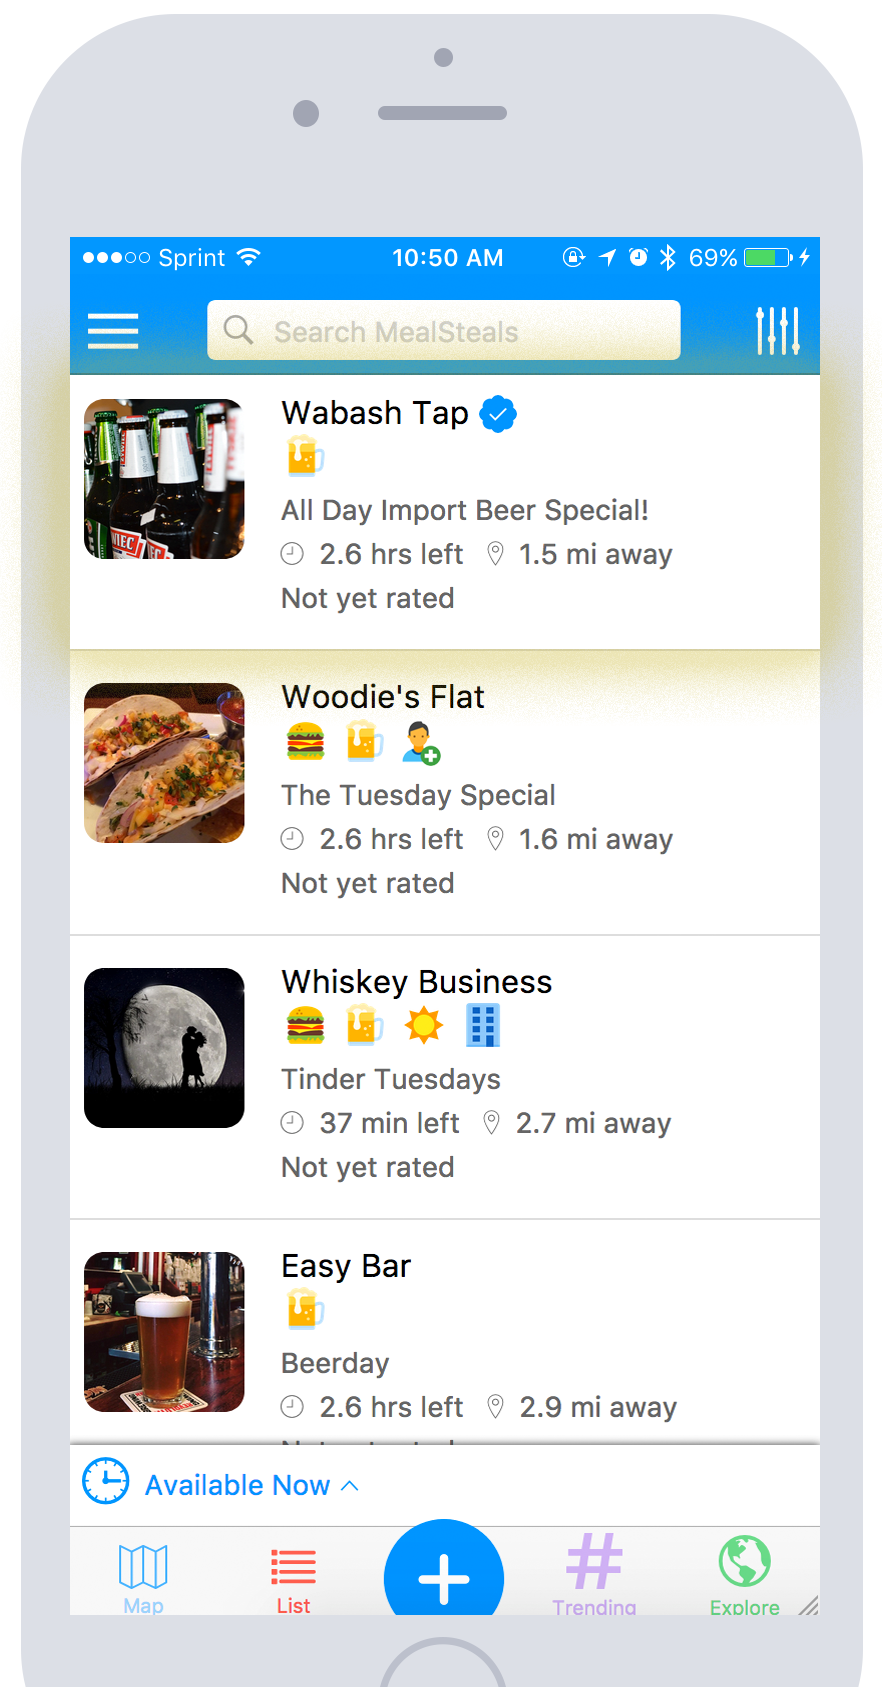 Sprint 10:50 AM 69%
Search MealSteals
Wabash Tap
All Day Import Beer Special!
2.6 hrs left 1.5 mi away
Not yet rated
Woodie's Flat
The Tuesday Special
2.6 hrs left 1.6 mi away
Not yet rated
Whiskey Business
Tinder Tuesdays
37 min left 2.7 mi away
Not yet rated
Easy Bar
Beerday
2.6 hrs left 2.9 mi away
Available Now
Map List Trending Explore